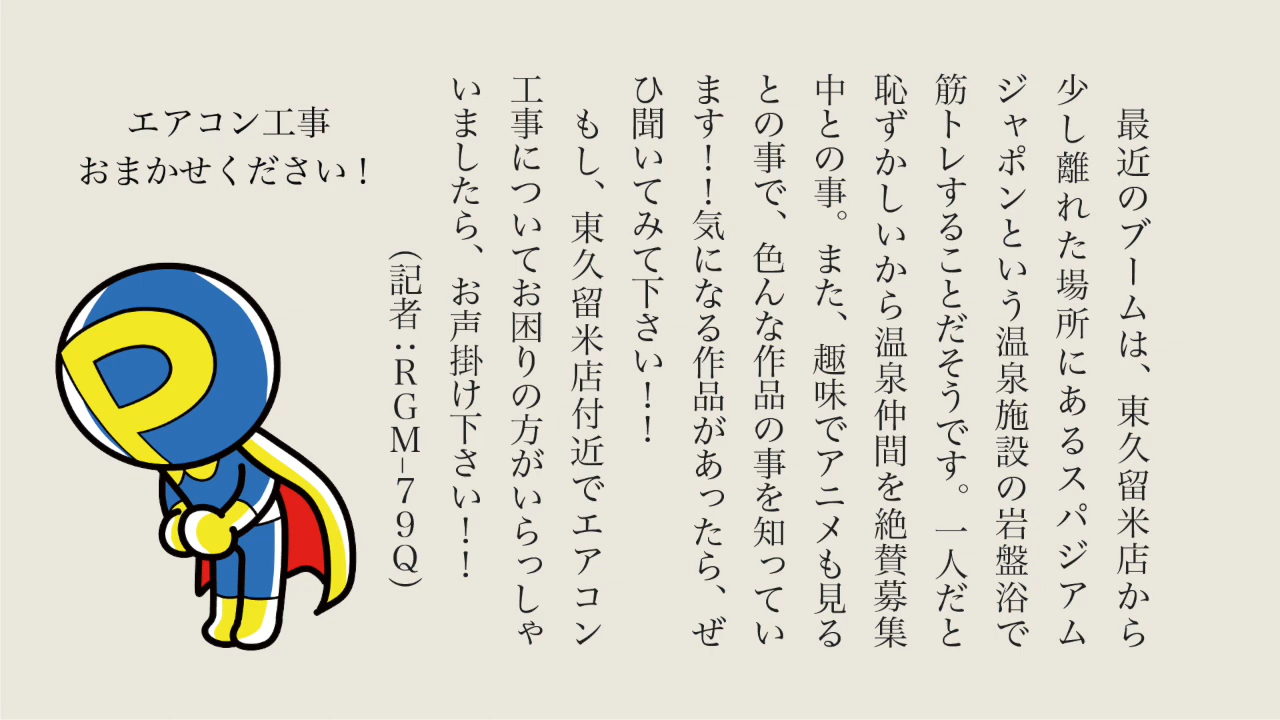 最近のブームは、東久留米店から
少し離れた場所にあるスパジアム
ジャポンという温泉施設の岩盤浴で
筋トレすることだそうです。一人だと
恥ずかしいから温泉仲間を絶賛募集
中との事。また、趣味でアニメも見る
との事で、色んな作品の事を知ってい
ます！！気になる作品があったら、ぜ
ひ聞いてみて下さい！！
もし、東久留米店付近でエアコン
工事についてお困りの方がいらっしゃ
いましたら、お声掛け下さい！！
（記者：ＲＧＭ−７９Ｑ）
エアコン工事
おまかせください！
P